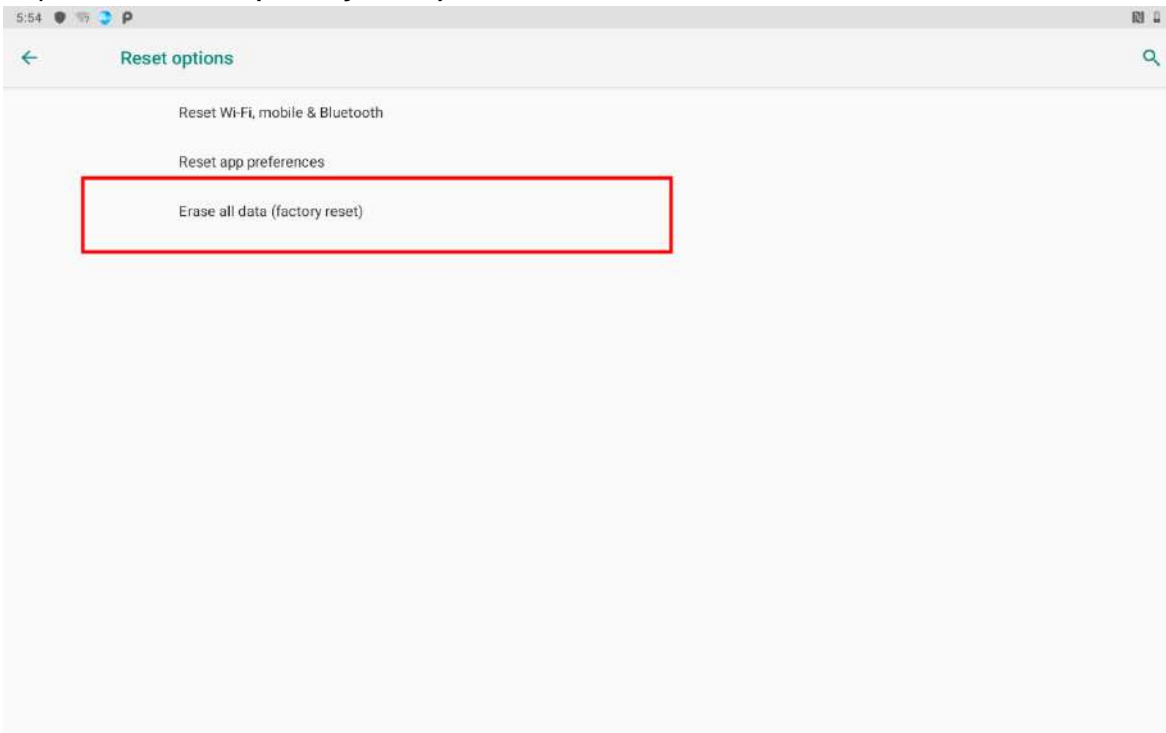 5:54
Reset options
Reset Wi-Fi, mobile & Bluetooth
Reset app preferences
Erase all data (factory reset)